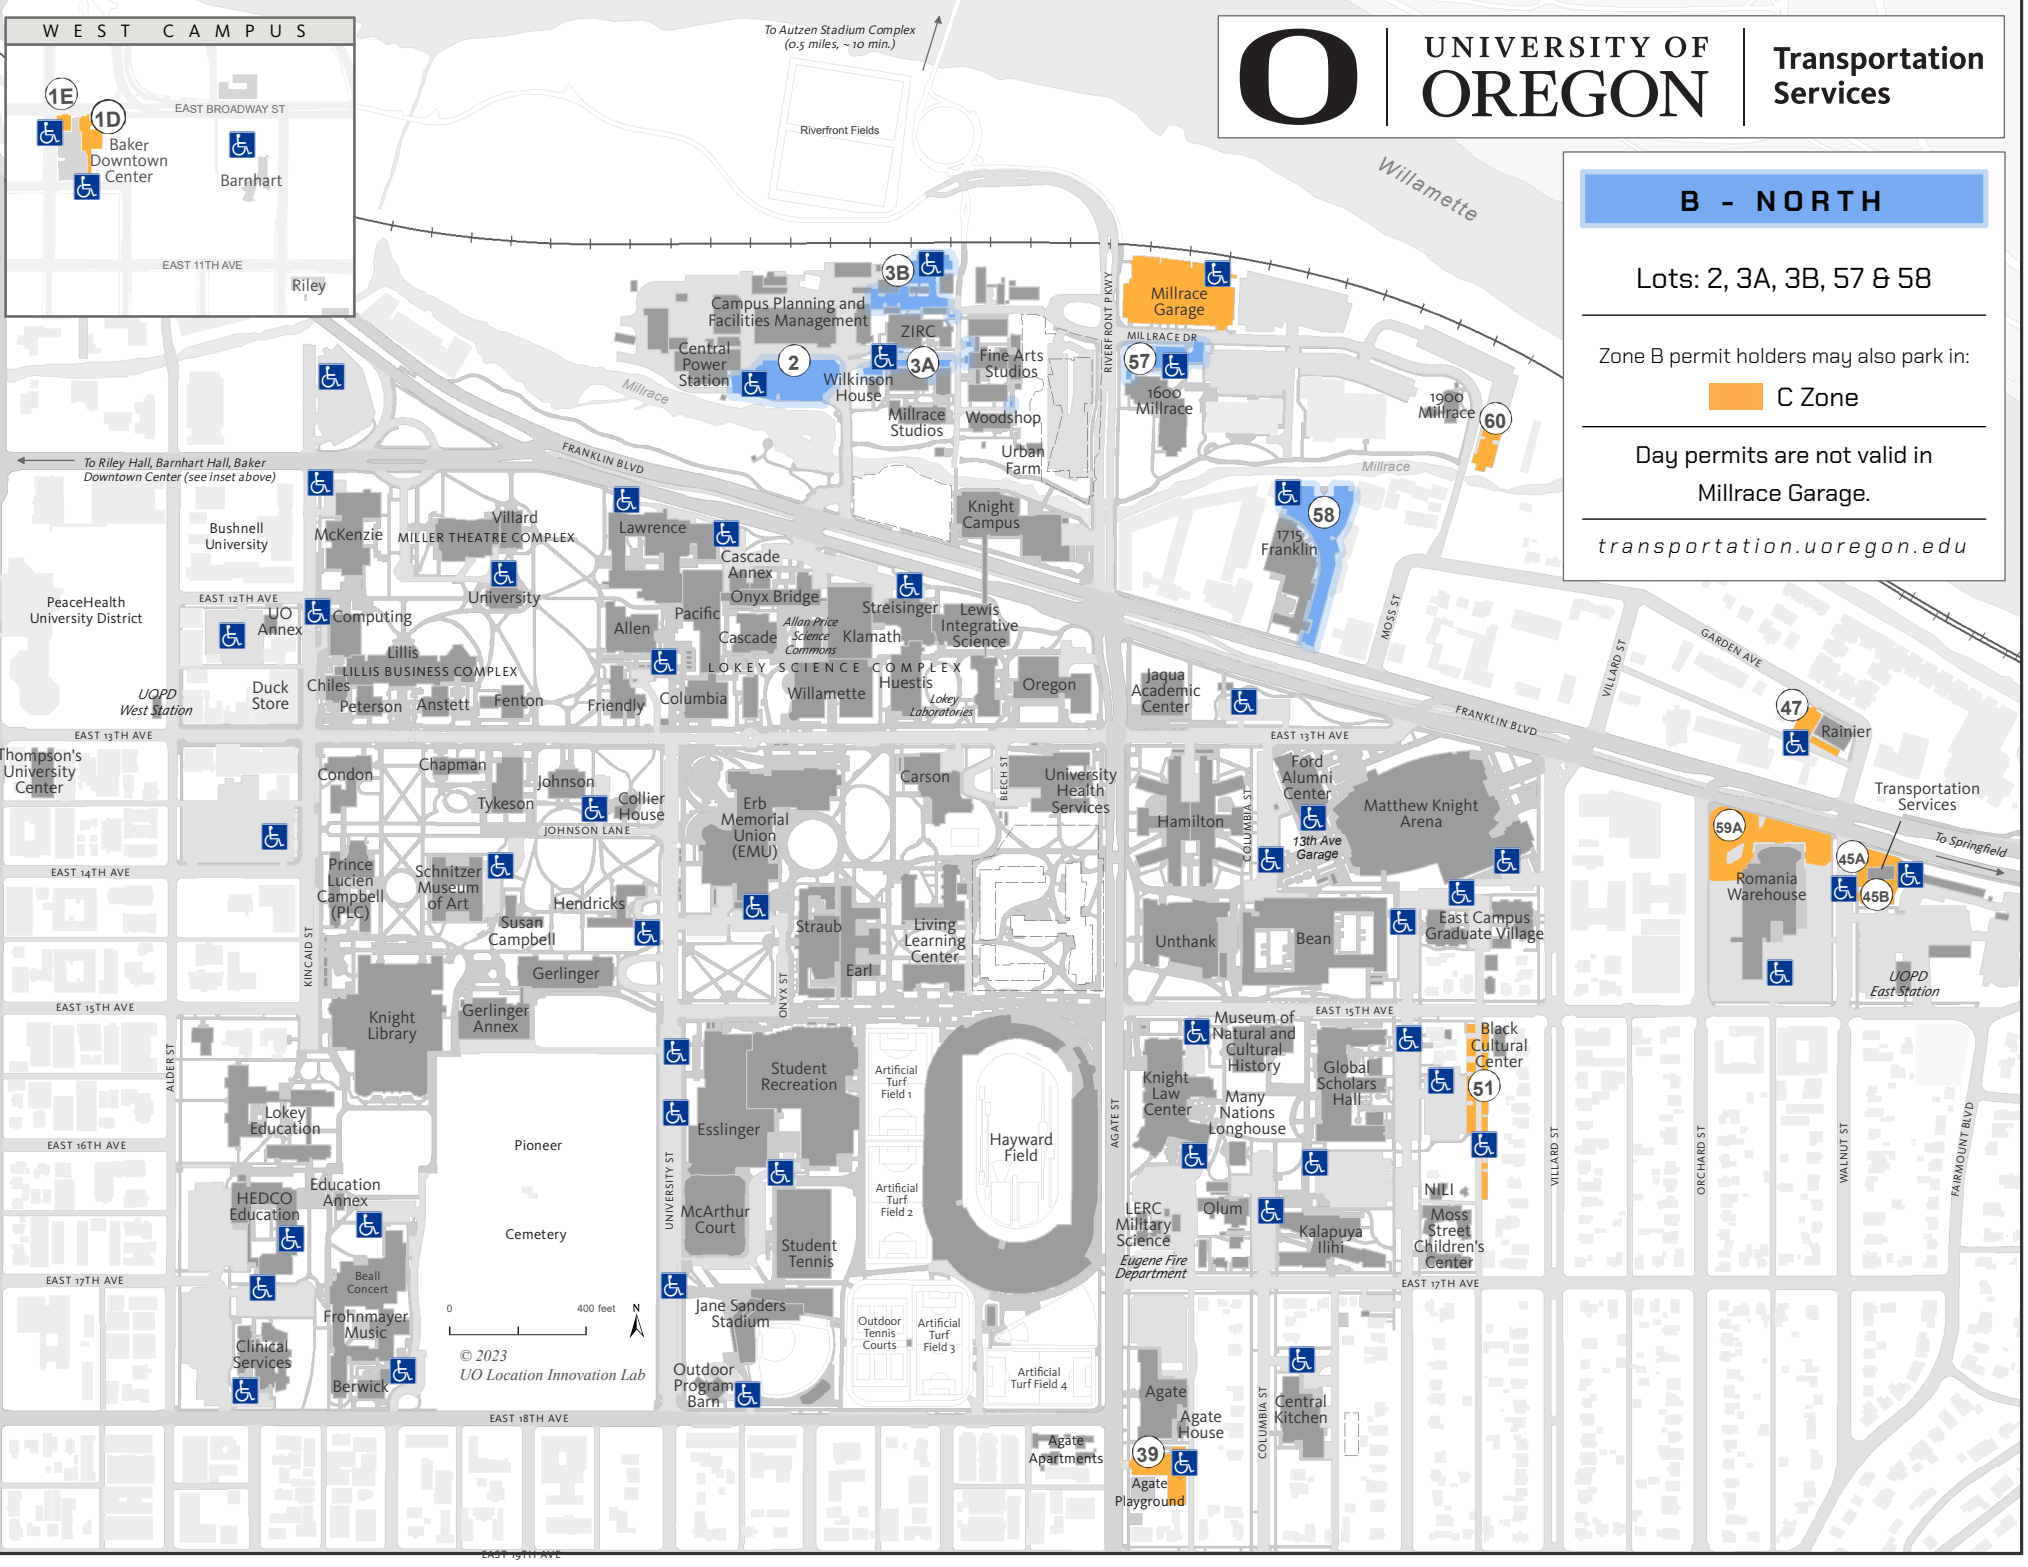 WEST CAMPUS
1E
1D
EAST BROADWAY ST
Baker
Downtown
Center
Barnhart
EAST 11TH AVE
Riley
To Autzen Stadium Complex
(0.5 miles, ~10 min.)
Riverfront Fields
UNIVERSITY OF
OREGON
Transportation
Services
Willamette
B - NORTH
Lots: 2, 3A, 3B, 57 & 58
Zone B permit holders may also park in:
C Zone
Day permits are not valid in
Millrace Garage.
transportation.uoregon.edu
3B
Campus Planning and
Facilities Management
ZIRC
Central
Power
Station
2
Wilkinson
House
3A
Fine Arts
Studios
Millrace
Studios
Woodshop
Urban
Farm
Millrace
RIVERFRONT PKWY
Millrace
Garage
MILLRACE DR
57
1600
Millrace
1900
Millrace
60
Millrace
FRANKLIN BLVD
To Riley Hall, Barnhart Hall, Baker
Downtown Center (see inset above)
Bushnell
University
McKenzie
Villard
MILLER THEATRE COMPLEX
Lawrence
Knight
Campus
58
1715
Franklin
Cascade
Annex
Onyx Bridge
University
EAST 12TH AVE
PeaceHealth
University District
UO
Annex
Computing
Allen
Pacific
Cascade
Allan Price
Science
Commons
Klamath
Streisinger
Lewis
Integrative
Science
MOSS ST
VILLARD ST
GARDEN AVE
Lillis
LILLIS BUSINESS COMPLEX
LOKEY SCIENCE COMPLEX
Chiles
Peterson
Anstett
Fenton
Friendly
Columbia
Willamette
Huestis
Lokey
Laboratories
Oregon
Jaqua
Academic
Center
UOPD
West Station
Duck
Store
FRANKLIN BLVD
47
Rainier
EAST 13TH AVE
EAST 13TH AVE
Thompson's
University
Center
Condon
Chapman
Johnson
Tykeson
Collier
House
JOHNSON LANE
Erb
Memorial
Union
(EMU)
Carson
BEECH ST
University
Health
Services
Hamilton
COLUMBIA ST
Ford
Alumni
Center
13th Ave
Garage
Matthew Knight
Arena
Transportation
Services
To Springfield
59A
45A
45B
Romania
Warehouse
EAST 14TH AVE
Prince
Lucien
Campbell
(PLC)
Schnitzer
Museum
of Art
Susan
Campbell
Hendricks
Straub
Earl
Living
Learning
Center
Unthank
Bean
East Campus
Graduate Village
UOPD
East Station
KINCAID ST
Gerlinger
ONYX ST
EAST 15TH AVE
EAST 15TH AVE
Knight
Library
Gerlinger
Annex
Student
Recreation
Artificial
Turf
Field 1
Museum of
Natural and
Cultural
History
Knight
Law
Center
Many
Nations
Longhouse
Global
Scholars
Hall
Black
Cultural
Center
51
ALDER ST
Lokey
Education
Esslinger
AGATE ST
Hayward
Field
EAST 16TH AVE
Pioneer
Cemetery
UNIVERSITY ST
VILLARD ST
ORCHARD ST
WALNUT ST
FAIRMOUNT BLVD
HEDCO
Education
Education
Annex
McArthur
Court
Artificial
Turf
Field 2
Student
Tennis
LERC
Military
Science
Eugene Fire
Department
Olum
Kalapuya
Ilihi
NILI
Moss
Street
Children's
Center
EAST 17TH AVE
EAST 17TH AVE
Beall
Concert
Frohnmayer
Music
Clinical
Services
Berwick
0
400 feet
N
© 2023
UO Location Innovation Lab
Jane Sanders
Stadium
Outdoor
Program
Barn
Outdoor
Tennis
Courts
Artificial
Turf
Field 3
Artificial
Turf Field 4
Agate
Agate
House
Central
Kitchen
COLUMBIA ST
EAST 18TH AVE
Agate
Apartments
39
Agate
Playground
EAST 19TH AVE